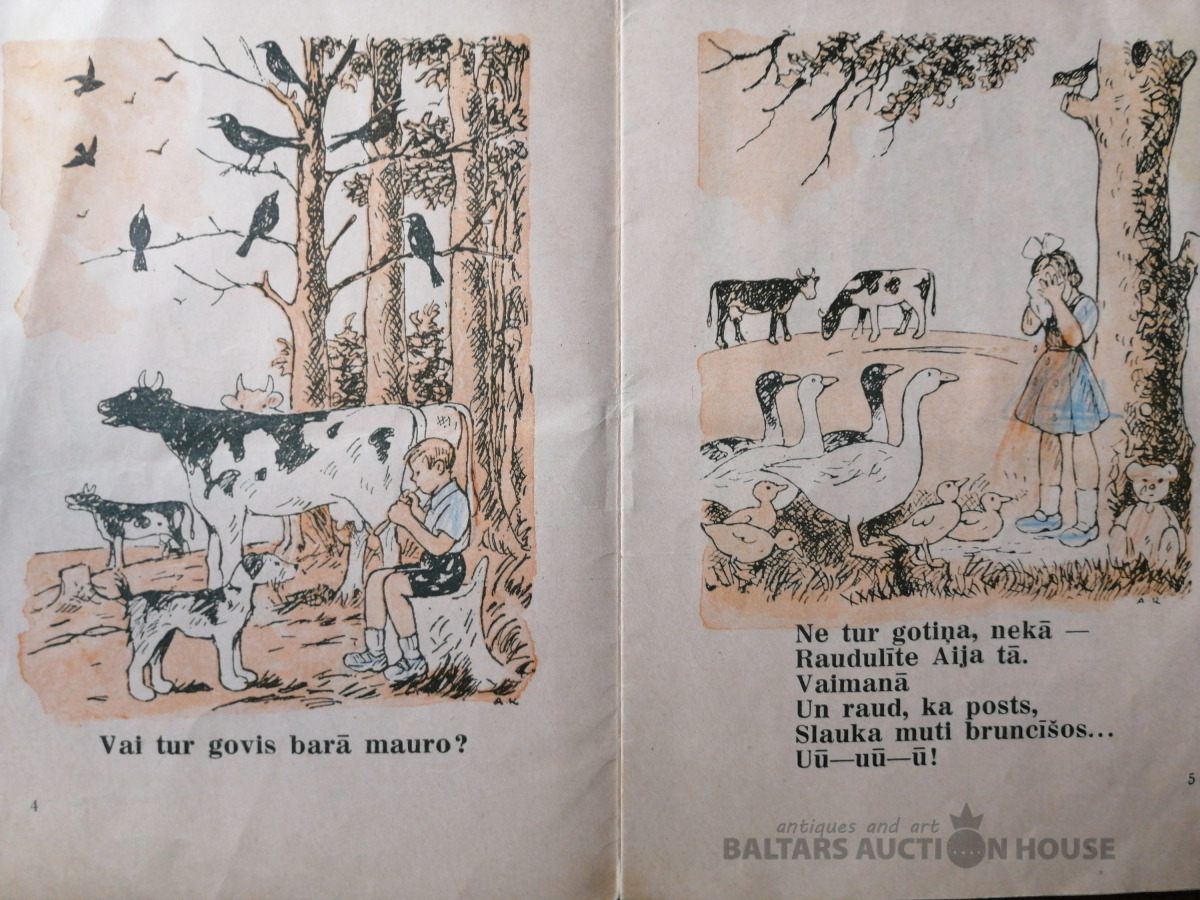 A K
Vai tur govis barā mauro?
4
A K
Ne tur gotiņa, nekā —
Raudulīte Aija tā.
Vaimanā
Un raud, ka posts,
Slauka muti bruncīšos...
Uū—uū—ū!
5
antiques and art
BALTARS AUCTION HOUSE